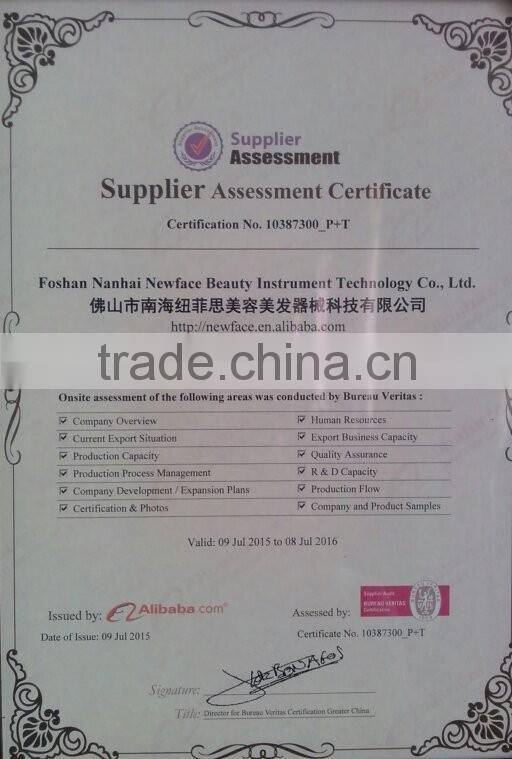 Supplier
Assessment
Supplier Assessment Certificate
Certification No. 10387300_P+T
Foshan Nanhai Newface Beauty Instrument Technology Co., Ltd.
佛山市南海纽菲思美容美发器械科技有限公司
http://newface.en.alibaba.com
trade.china.cn
Onsite assessment of the following areas was conducted by Bureau Veritas :
Company Overview
Human Resources
Current Export Situation
Export Business Capacity
Production Capacity
Quality Assurance
Production Process Management
R & D Capacity
Company Development / Expansion Plans
Production Flow
Certification & Photos
Company and Product Samples
Valid: 09 Jul 2015 to 08 Jul 2016
Issued by: Alibaba.com®
Assessed by:
Supplier Audit
BUREAU VERITAS
Certification
Date of Issue: 09 Jul 2015
Certificate No. 10387300_P+T
Signature:
Title: Director for Bureau Veritas Certification Greater China